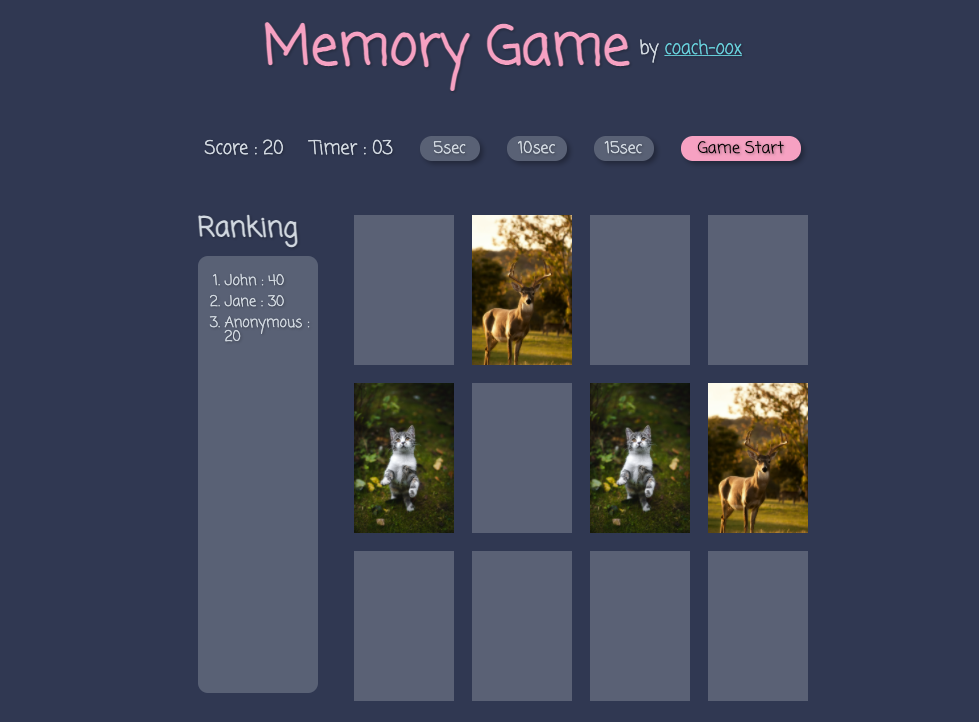 Memory Game by coach-oox
Score : 20 Timer : 03 5sec 10sec 15sec Game Start
Ranking
1. John : 40
2. Jane : 30
3. Anonymous :
20